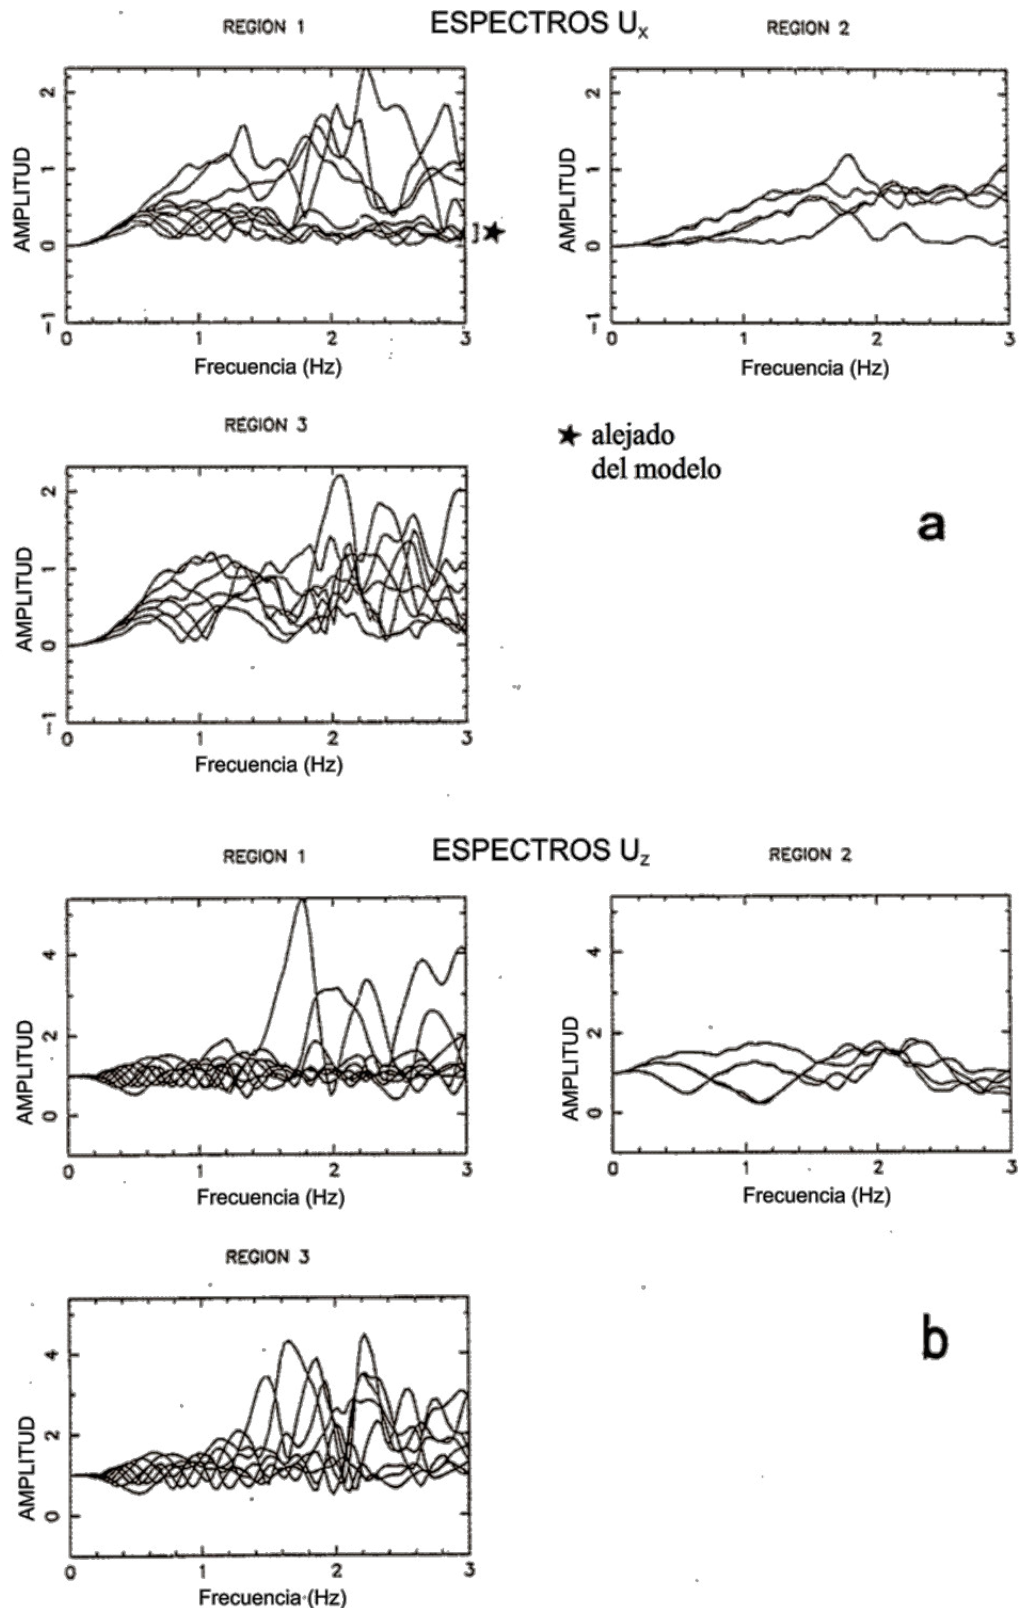 ESPECTROS Ux
REGION 1
REGION 2
AMPLITUD
2
1
0
-1
0
1
2
3
Frecuencia (Hz)
★
AMPLITUD
2
1
0
-1
0
1
2
3
Frecuencia (Hz)
REGION 3
AMPLITUD
2
1
0
-1
0
1
2
3
Frecuencia (Hz)
★ alejado
del modelo
a
ESPECTROS Uz
REGION 1
REGION 2
AMPLITUD
4
2
0
0
1
2
3
Frecuencia (Hz)
AMPLITUD
4
2
0
0
1
2
3
Frecuencia (Hz)
REGION 3
AMPLITUD
4
2
0
0
1
2
3
Frecuencia (Hz)
b